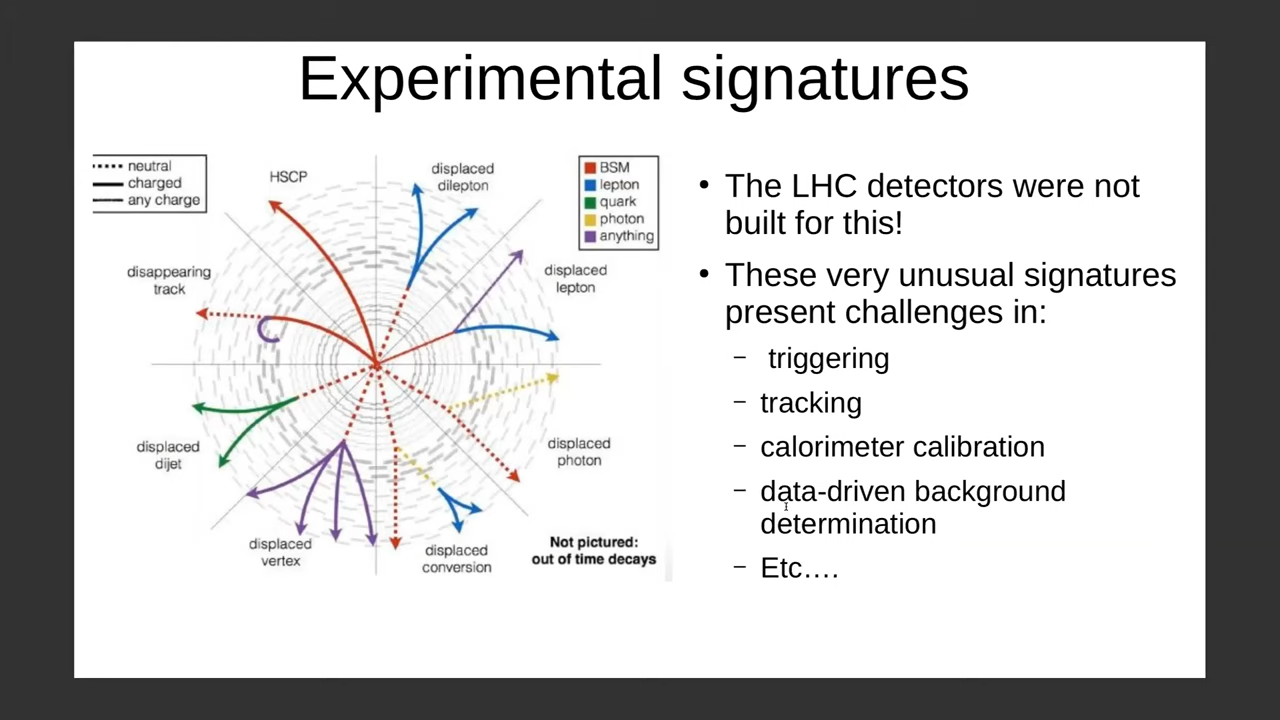 Experimental signatures
neutral
charged
any charge
HSCP
displaced
dilepton
BSM
lepton
quark
photon
anything
disappearing
track
displaced
lepton
displaced
dijet
displaced
photon
displaced
vertex
displaced
conversion
Not pictured:
out of time decays
• The LHC detectors were not
built for this!
• These very unusual signatures
present challenges in:
– triggering
– tracking
– calorimeter calibration
– data-driven background
determination
– Etc….